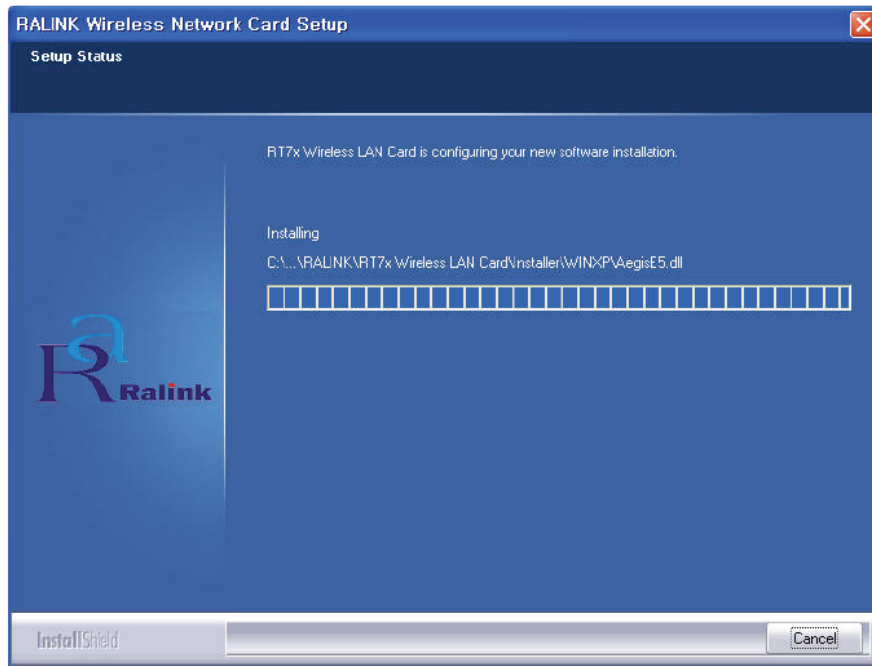 RALINK Wireless Network Card Setup
Setup Status
RT7x Wireless LAN Card is configuring your new software installation.
Installing
C:\...\RALINK\RT7x Wireless LAN Card\Installer\WINXP\AegisE5.dll
Ra
Ralink
InstallShield
Cancel